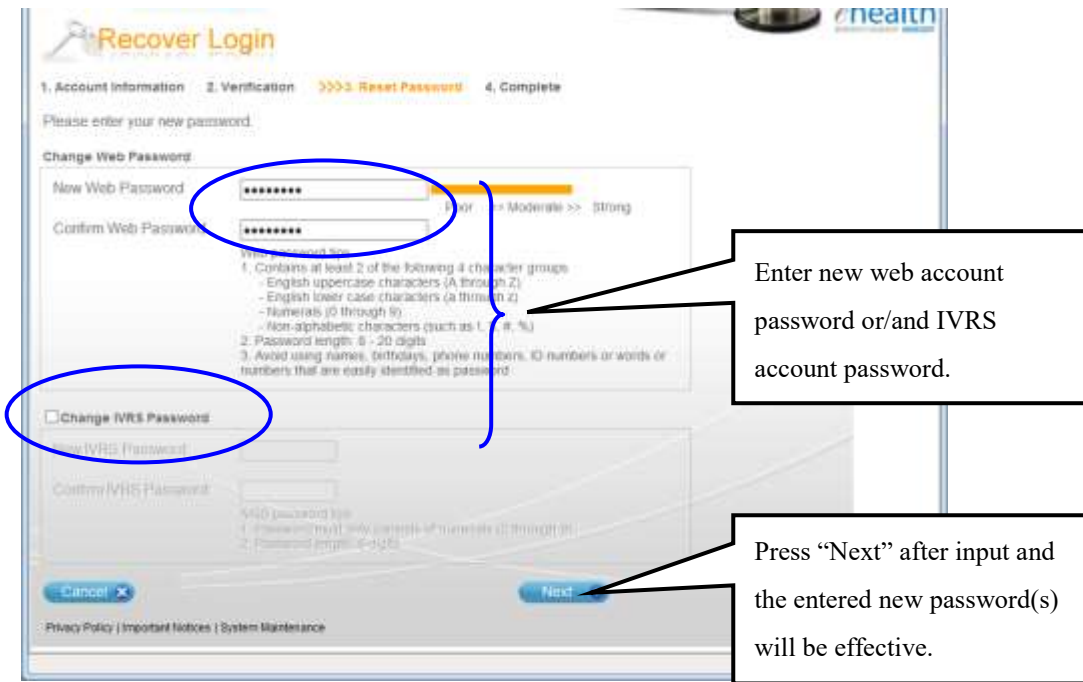 ehealth
Recover Login
1. Account Information 2. Verification >>>3. Reset Password 4. Complete
Please enter your new password.
Change Web Password
New Web Password
Poor >> Moderate >> Strong
Confirm Web Password
Web password tips
1. Contains at least 2 of the following 4 character groups
- English uppercase characters (A through Z)
- English lower case characters (a through z)
- Numerals (0 through 9)
- Non-alphabetic characters (such as !, #, %)
2. Password length: - 20 digits
3. Avoid using names, birthdays, phone numbers, ID numbers or words or
numbers that are easily identified as password
Enter new web account
password or/and IVRS
account password.
Change IVRS Password
New IVRS Password
Confirm IVRS Password
password tips
1. Password must only consists of numerals (0 through 9)
2. Password length: digits
Cancel
Next
Press “Next” after input and
the entered new password(s)
will be effective.
Privacy Policy | Important Notices | System Maintenance